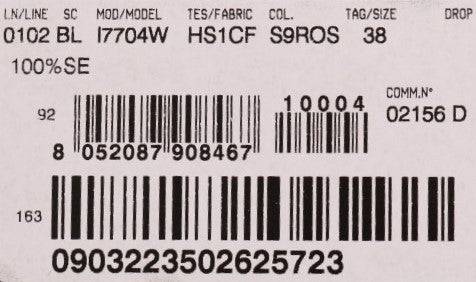 LN/LINE SC MOD/MODEL TES/FABRIC COL. TAG/SIZE DROP
0102 BL I7704W HS1CF S9ROS 38
100%SE
COMM.N°
92 10004 02156 D
8 052087 908467
163
0903223502625723